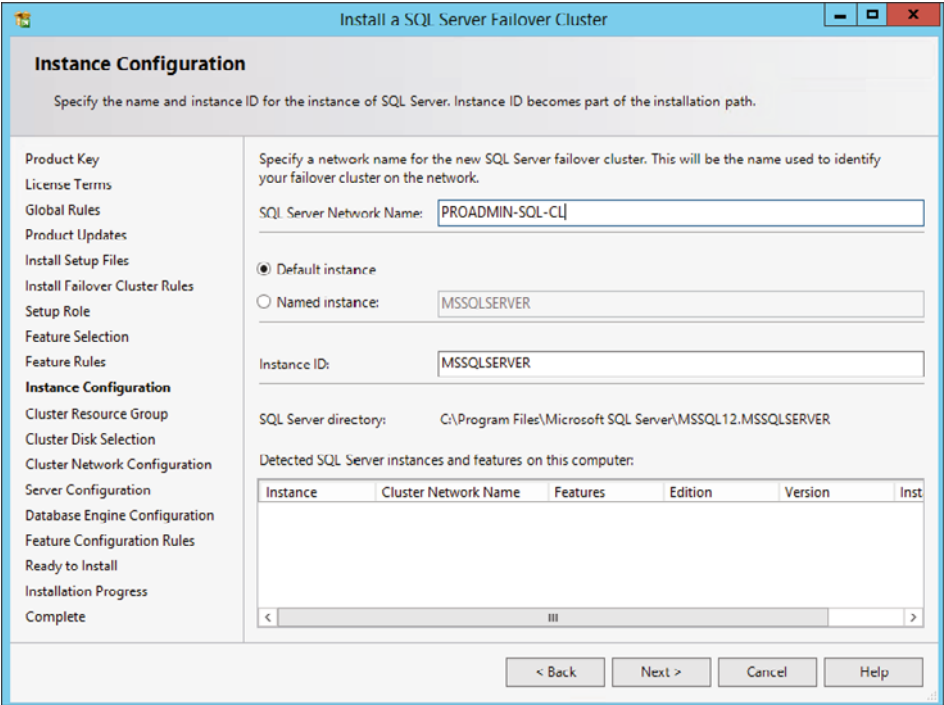 Install a SQL Server Failover Cluster
Instance Configuration
Specify the name and instance ID for the instance of SQL Server. Instance ID becomes part of the installation path.
Product Key
License Terms
Global Rules
Product Updates
Install Setup Files
Install Failover Cluster Rules
Setup Role
Feature Selection
Feature Rules
Instance Configuration
Cluster Resource Group
Cluster Disk Selection
Cluster Network Configuration
Server Configuration
Database Engine Configuration
Feature Configuration Rules
Ready to Install
Installation Progress
Complete
Specify a network name for the new SQL Server failover cluster. This will be the name used to identify
your failover cluster on the network.
SQL Server Network Name: PROADMIN-SQL-CL
Default instance
Named instance: MSSQLSERVER
Instance ID: MSSQLSERVER
SQL Server directory: C:\Program Files\Microsoft SQL Server\MSSQL12.MSSQLSERVER
Detected SQL Server instances and features on this computer:
Instance Cluster Network Name Features Edition Version Inst
< Back Next > Cancel Help